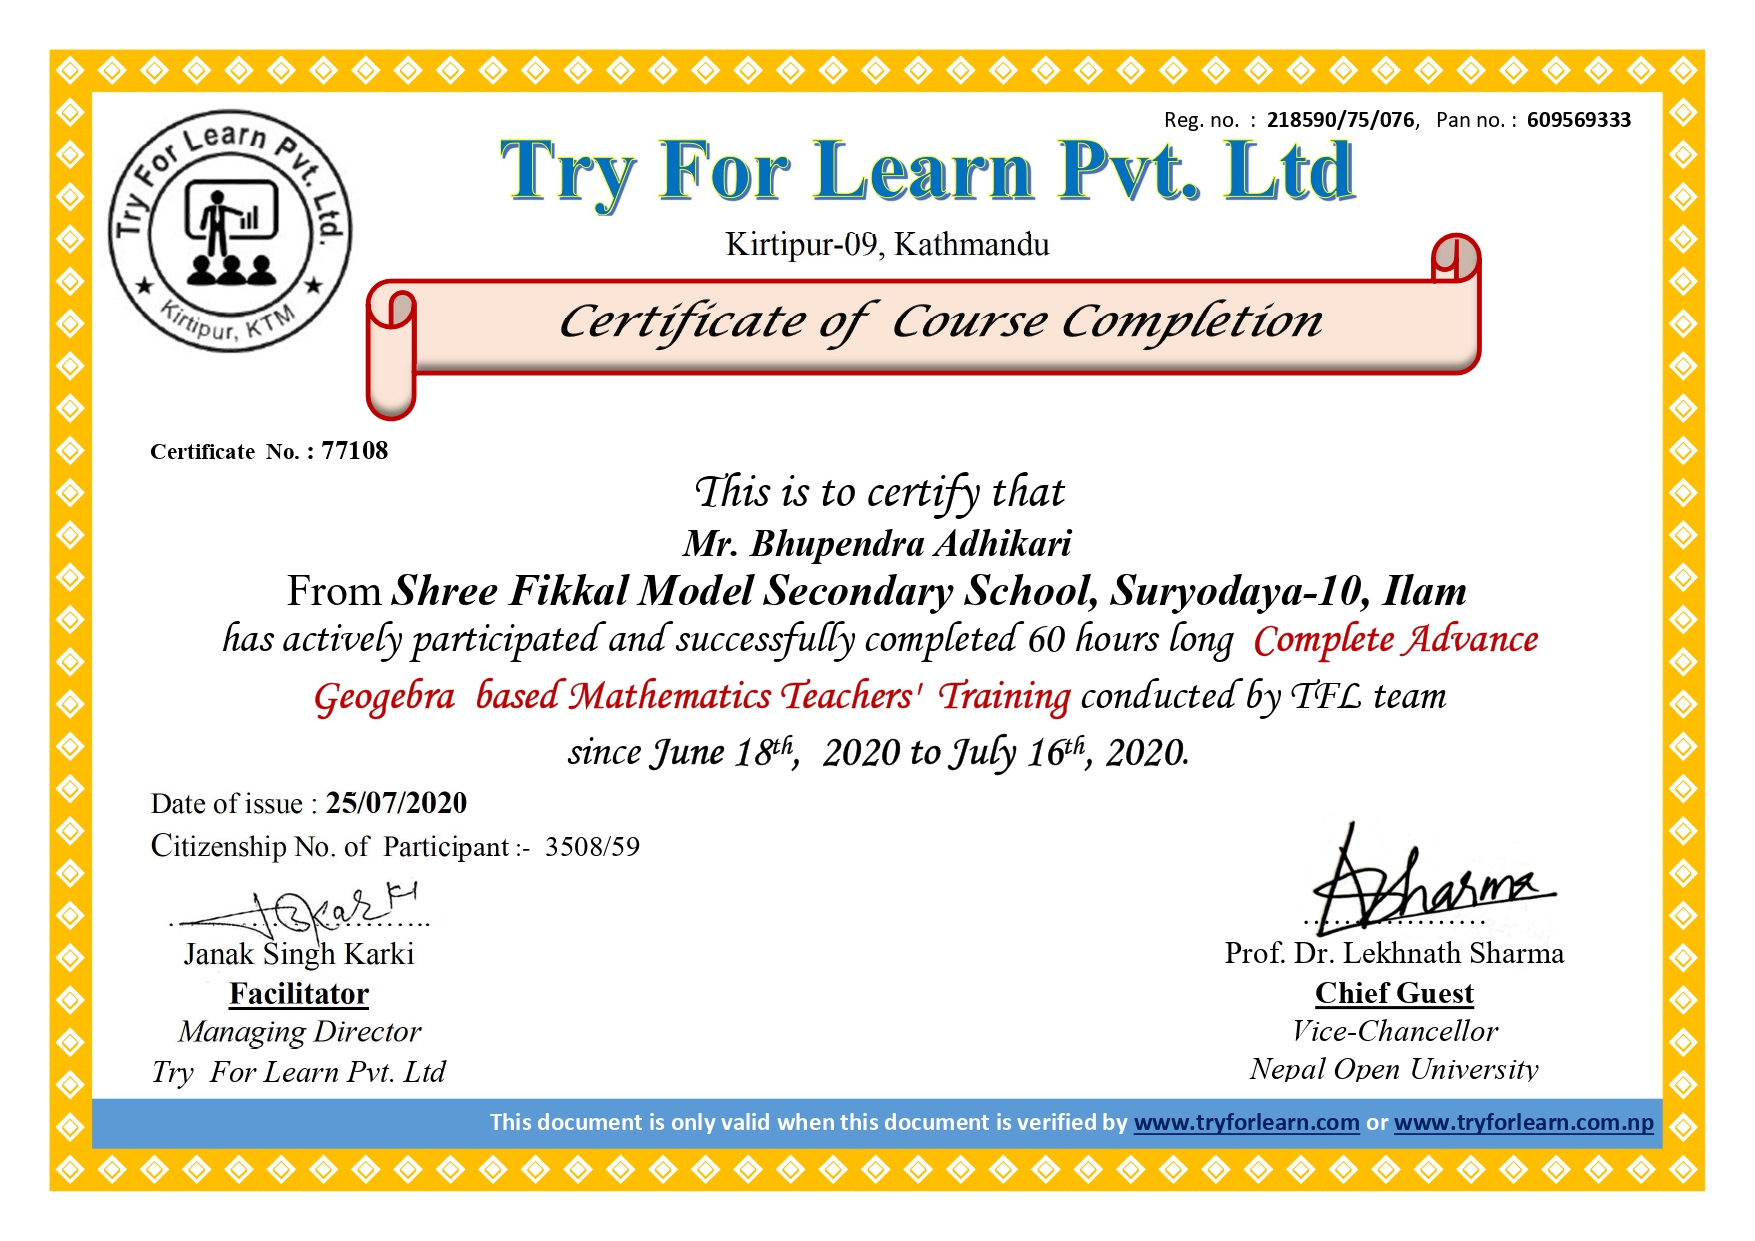 Reg. no. : 218590/75/076, Pan no. : 609569333
Try For Learn Pvt. Ltd.
Kirtipur, KTM
Try For Learn Pvt. Ltd
Kirtipur-09, Kathmandu
Certificate of Course Completion
Certificate No. : 77108
This is to certify that
Mr. Bhupendra Adhikari
From Shree Fikkal Model Secondary School, Suryodaya-10, Ilam
has actively participated and successfully completed 60 hours long Complete Advance
Geogebra based Mathematics Teachers' Training conducted by TFL team
since June 18th, 2020 to July 16th, 2020.
Date of issue : 25/07/2020
Citizenship No. of Participant :- 3508/59
Janak Singh Karki
Facilitator
Managing Director
Try For Learn Pvt. Ltd
Sharma
Prof. Dr. Lekhnath Sharma
Chief Guest
Vice-Chancellor
Nepal Open University
This document is only valid when this document is verified by www.tryforlearn.com or www.tryforlearn.com.np